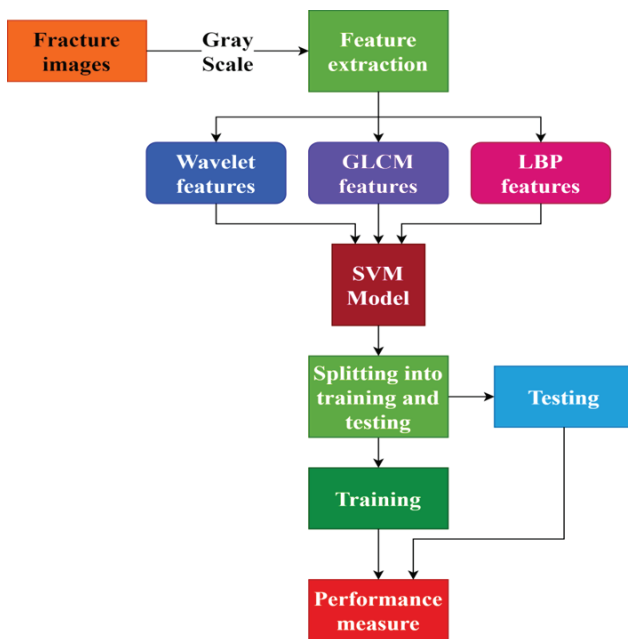 Fracture
images
Gray
Scale
Feature
extraction
Wavelet
features
GLCM
features
LBP
features
SVM
Model
Splitting into
training and
testing
Testing
Training
Performance
measure